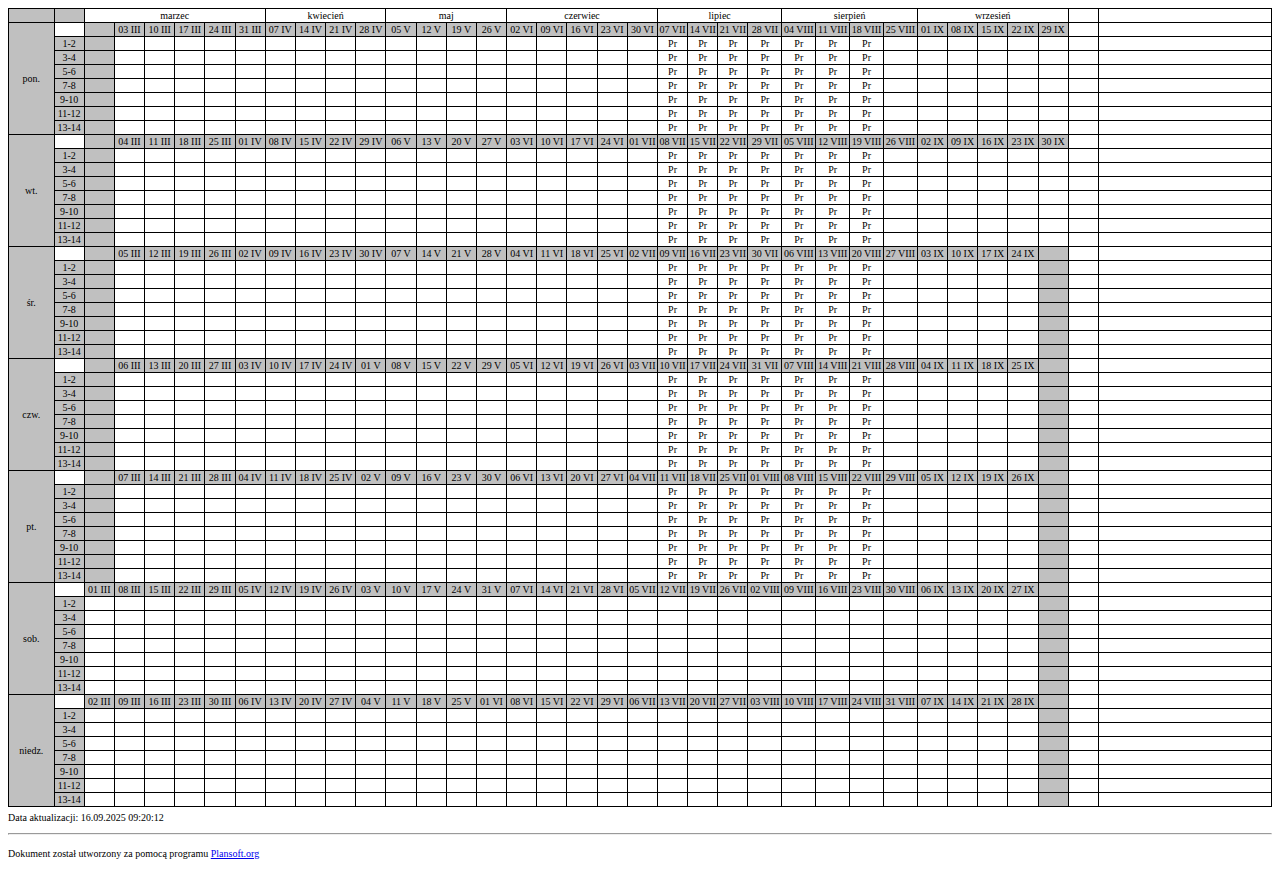 marzec kwiecień maj czerwiec lipiec sierpień wrzesień
03 III 10 III 17 III 24 III 31 III 07 IV 14 IV 21 IV 28 IV 05 V 12 V 19 V 26 V 02 VI 09 VI 16 VI 23 VI 30 VI 07 VII 14 VII 21 VII 28 VII 04 VIII 11 VIII 18 VIII 25 VIII 01 IX 08 IX 15 IX 22 IX 29 IX
1-2 Pr Pr Pr Pr Pr Pr Pr
3-4 Pr Pr Pr Pr Pr Pr Pr
5-6 Pr Pr Pr Pr Pr Pr Pr
pon.
7-8 Pr Pr Pr Pr Pr Pr Pr
9-10 Pr Pr Pr Pr Pr Pr Pr
11-12 Pr Pr Pr Pr Pr Pr Pr
13-14 Pr Pr Pr Pr Pr Pr Pr
04 III 11 III 18 III 25 III 01 IV 08 IV 15 IV 22 IV 29 IV 06 V 13 V 20 V 27 V 03 VI 10 VI 17 VI 24 VI 01 VII 08 VII 15 VII 22 VII 29 VII 05 VIII 12 VIII 19 VIII 26 VIII 02 IX 09 IX 16 IX 23 IX 30 IX
1-2 Pr Pr Pr Pr Pr Pr Pr
3-4 Pr Pr Pr Pr Pr Pr Pr
5-6 Pr Pr Pr Pr Pr Pr Pr
wt.
7-8 Pr Pr Pr Pr Pr Pr Pr
9-10 Pr Pr Pr Pr Pr Pr Pr
11-12 Pr Pr Pr Pr Pr Pr Pr
13-14 Pr Pr Pr Pr Pr Pr Pr
05 III 12 III 19 III 26 III 02 IV 09 IV 16 IV 23 IV 30 IV 07 V 14 V 21 V 28 V 04 VI 11 VI 18 VI 25 VI 02 VII 09 VII 16 VII 23 VII 30 VII 06 VIII 13 VIII 20 VIII 27 VIII 03 IX 10 IX 17 IX 24 IX
1-2 Pr Pr Pr Pr Pr Pr Pr
3-4 Pr Pr Pr Pr Pr Pr Pr
5-6 Pr Pr Pr Pr Pr Pr Pr
śr.
7-8 Pr Pr Pr Pr Pr Pr Pr
9-10 Pr Pr Pr Pr Pr Pr Pr
11-12 Pr Pr Pr Pr Pr Pr Pr
13-14 Pr Pr Pr Pr Pr Pr Pr
06 III 13 III 20 III 27 III 03 IV 10 IV 17 IV 24 IV 01 V 08 V 15 V 22 V 29 V 05 VI 12 VI 19 VI 26 VI 03 VII 10 VII 17 VII 24 VII 31 VII 07 VIII 14 VIII 21 VIII 28 VIII 04 IX 11 IX 18 IX 25 IX
1-2 Pr Pr Pr Pr Pr Pr Pr
3-4 Pr Pr Pr Pr Pr Pr Pr
5-6 Pr Pr Pr Pr Pr Pr Pr
czw.
7-8 Pr Pr Pr Pr Pr Pr Pr
9-10 Pr Pr Pr Pr Pr Pr Pr
11-12 Pr Pr Pr Pr Pr Pr Pr
13-14 Pr Pr Pr Pr Pr Pr Pr
07 III 14 III 21 III 28 III 04 IV 11 IV 18 IV 25 IV 02 V 09 V 16 V 23 V 30 V 06 VI 13 VI 20 VI 27 VI 04 VII 11 VII 18 VII 25 VII 01 VIII 08 VIII 15 VIII 22 VIII 29 VIII 05 IX 12 IX 19 IX 26 IX
1-2 Pr Pr Pr Pr Pr Pr Pr
3-4 Pr Pr Pr Pr Pr Pr Pr
5-6 Pr Pr Pr Pr Pr Pr Pr
pt.
7-8 Pr Pr Pr Pr Pr Pr Pr
9-10 Pr Pr Pr Pr Pr Pr Pr
11-12 Pr Pr Pr Pr Pr Pr Pr
13-14 Pr Pr Pr Pr Pr Pr Pr
01 III 08 III 15 III 22 III 29 III 05 IV 12 IV 19 IV 26 IV 03 V 10 V 17 V 24 V 31 V 07 VI 14 VI 21 VI 28 VI 05 VII 12 VII 19 VII 26 VII 02 VIII 09 VIII 16 VIII 23 VIII 30 VIII 06 IX 13 IX 20 IX 27 IX
1-2
3-4
5-6
sob.
7-8
9-10
11-12
13-14
02 III 09 III 16 III 23 III 30 III 06 IV 13 IV 20 IV 27 IV 04 V 11 V 18 V 25 V 01 VI 08 VI 15 VI 22 VI 29 VI 06 VII 13 VII 20 VII 27 VII 03 VIII 10 VIII 17 VIII 24 VIII 31 VIII 07 IX 14 IX 21 IX 28 IX
1-2
3-4
5-6
niedz.
7-8
9-10
11-12
13-14
Data aktualizacji: 16.09.2025 09:20:12
Dokument został utworzony za pomocą programu Plansoft.org